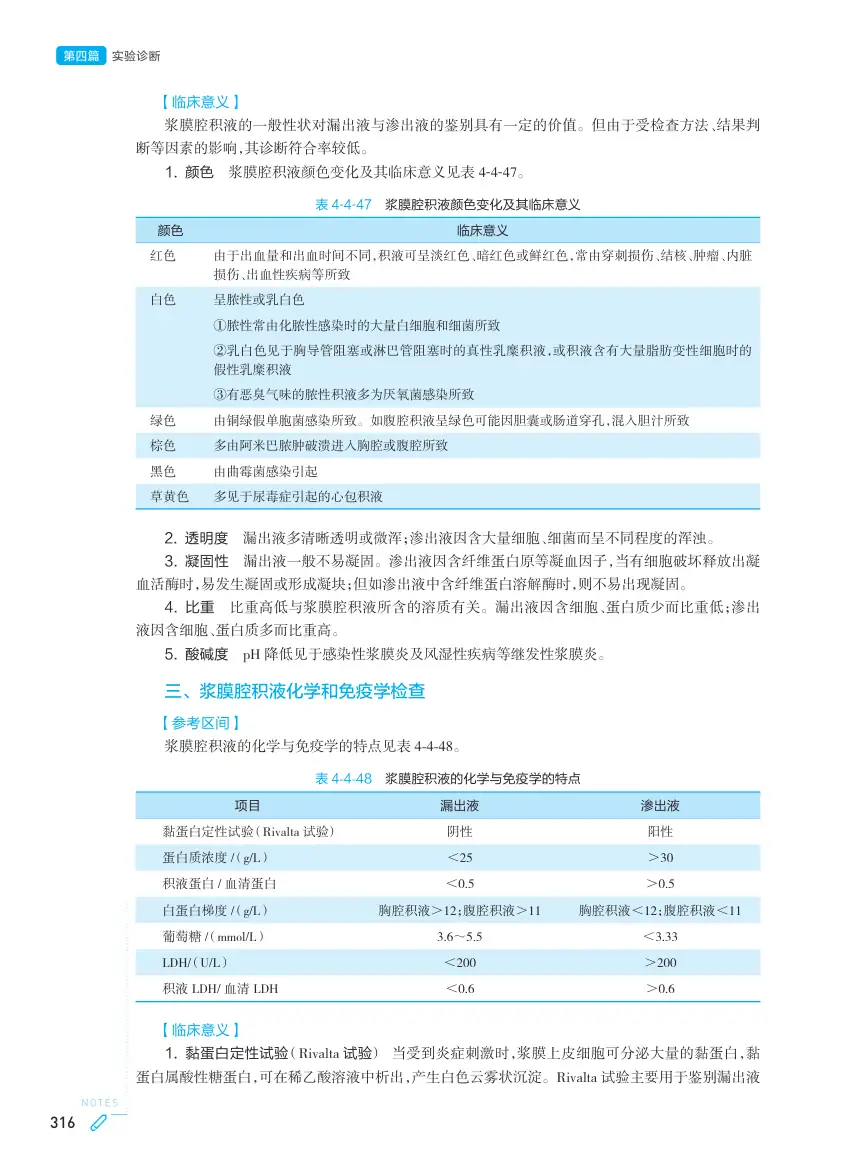 第四篇 实验诊断
【临床意义】
浆膜腔积液的一般性状对漏出液与渗出液的鉴别具有一定的价值。但由于受检查方法、结果判
断等因素的影响,其诊断符合率较低。
1. 颜色 浆膜腔积液颜色变化及其临床意义见表 4-4-47。
表 4-4-47 浆膜腔积液颜色变化及其临床意义
颜色 临床意义
红色 由于出血量和出血时间不同,积液可呈淡红色、暗红色或鲜红色,常由穿刺损伤、结核、肿瘤、内脏
损伤、出血性疾病等所致
白色 呈脓性或乳白色
①脓性常由化脓性感染时的大量白细胞和细菌所致
②乳白色见于胸导管阻塞或淋巴管阻塞时的真性乳糜积液,或积液含有大量脂肪变性细胞时的
假性乳糜积液
③有恶臭气味的脓性积液多为厌氧菌感染所致
绿色 由铜绿假单胞菌感染所致。如腹腔积液呈绿色可能因胆囊或肠道穿孔,混入胆汁所致
棕色 多由阿米巴脓肿破溃进入胸腔或腹腔所致
黑色 由曲霉菌感染引起
草黄色 多见于尿毒症引起的心包积液
2. 透明度 漏出液多清晰透明或微浑;渗出液因含大量细胞、细菌而呈不同程度的浑浊。
3. 凝固性 漏出液一般不易凝固。渗出液因含纤维蛋白原等凝血因子,当有细胞破坏释放出凝
血活酶时,易发生凝固或形成凝块;但如渗出液中含纤维蛋白溶解酶时,则不易出现凝固。
4. 比重 比重高低与浆膜腔积液所含的溶质有关。漏出液因含细胞、蛋白质少而比重低;渗出
液因含细胞、蛋白质多而比重高。
5. 酸碱度 pH 降低见于感染性浆膜炎及风湿性疾病等继发性浆膜炎。
三、浆膜腔积液化学和免疫学检查
【参考区间】
浆膜腔积液的化学与免疫学的特点见表 4-4-48。
表 4-4-48 浆膜腔积液的化学与免疫学的特点
项目 漏出液 渗出液
黏蛋白定性试验(Rivalta 试验) 阴性 阳性
蛋白质浓度 /(g/L) <25 >30
积液蛋白 / 血清蛋白 <0.5 >0.5
白蛋白梯度 /(g/L) 胸腔积液>12;腹腔积液>11 胸腔积液<12;腹腔积液<11
葡萄糖 /(mmol/L) 3.6～5.5 <3.33
LDH/(U/L) <200 >200
积液 LDH/ 血清 LDH <0.6 >0.6
【临床意义】
1. 黏蛋白定性试验(Rivalta 试验) 当受到炎症刺激时,浆膜上皮细胞可分泌大量的黏蛋白,黏
蛋白属酸性糖蛋白,可在稀乙酸溶液中析出,产生白色云雾状沉淀。Rivalta 试验主要用于鉴别漏出液
NOTES
316